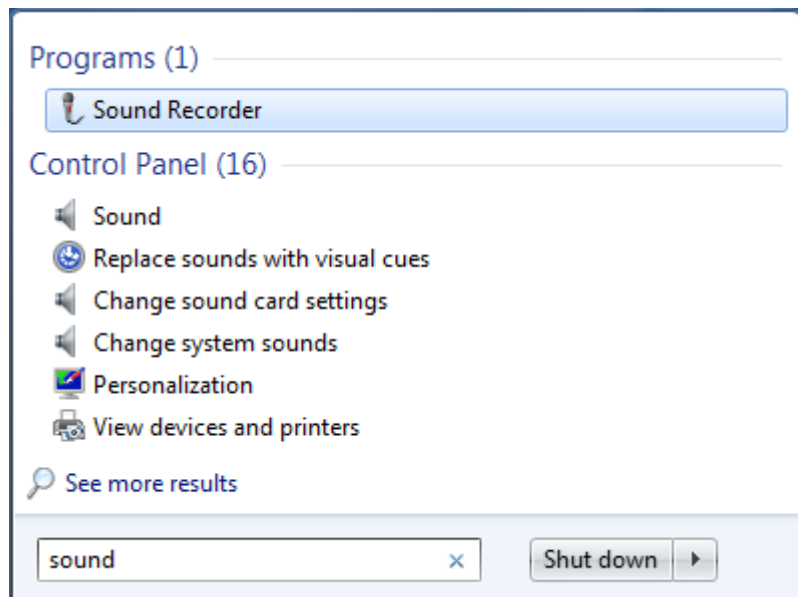 Programs (1)
Sound Recorder
Control Panel (16)
Sound
Replace sounds with visual cues
Change sound card settings
Change system sounds
Personalization
View devices and printers
See more results
sound
Shut down